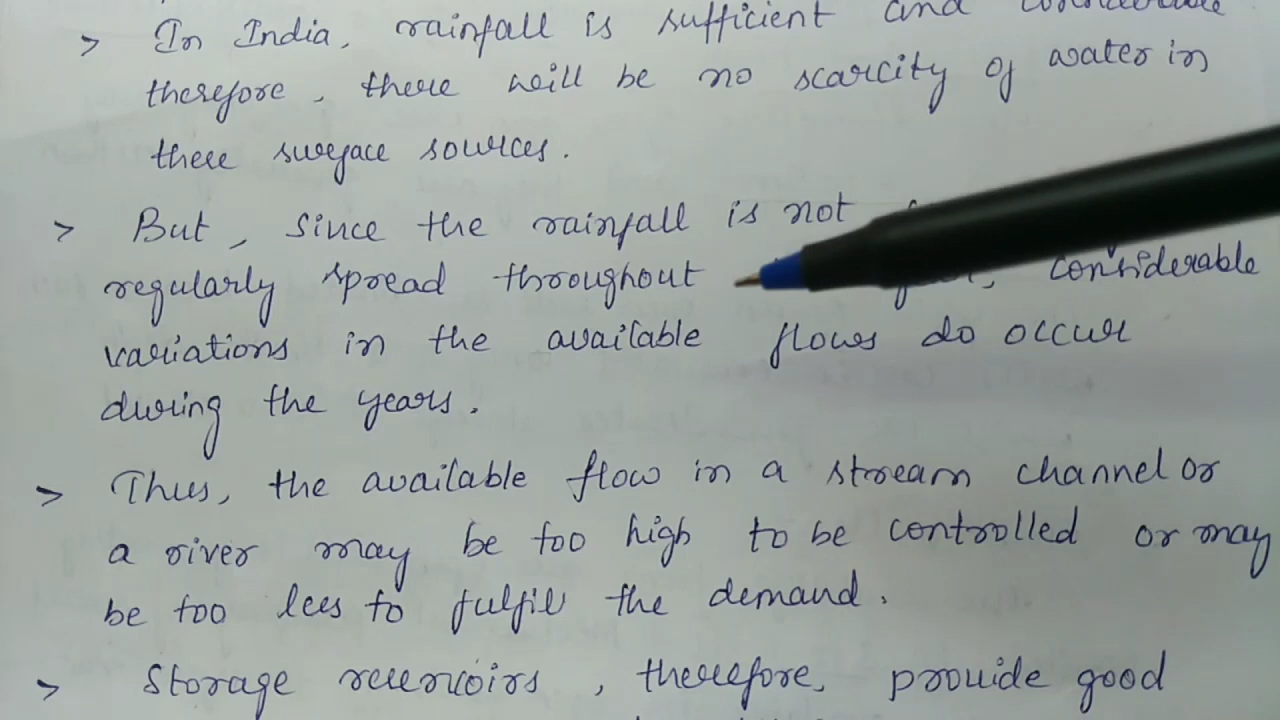 > In India, rainfall is sufficient and
therefore, there will be no scarcity of water in
these surface sources.
> But, since the rainfall is not
regularly spread throughout considerable
variations in the available flows do occur
during the years.
> Thus, the available flow in a stream channel or
a river may be too high to be controlled or may
be too less to fulfil the demand.
> Storage reservoirs, therefore, provide good